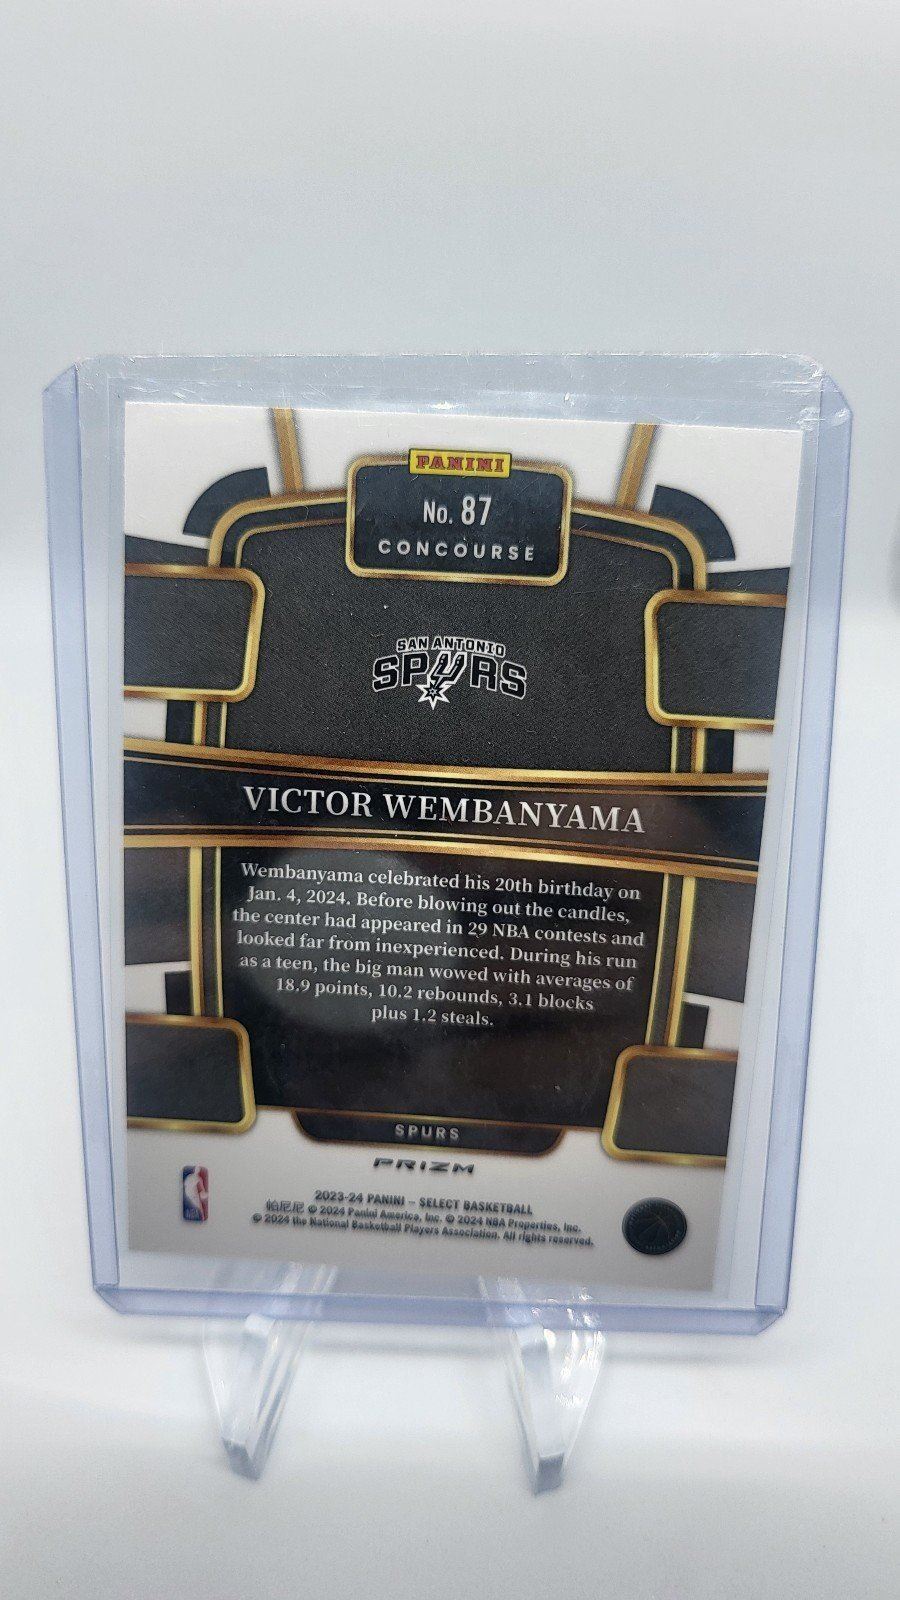 PANINI
No. 87
CONCOURSE
SAN ANTONIO
SPURS
VICTOR WEMBANYAMA
Wembanyama celebrated his 20th birthday on
Jan. 4, 2024. Before blowing out the candles,
the center had appeared in 29 NBA contests and
looked far from inexperienced. During his run
as a teen, the big man wowed with averages of
18.9 points, 10.2 rebounds, 3.1 blocks
plus 1.2 steals.
SPURS
PRIZM
2023-24 PANINI – SELECT BASKETBALL
帕尼尼 © 2024 Panini America, Inc. © 2024 NBA Properties, Inc.
© 2024 the National Basketball Players Association. All rights reserved.
NBA